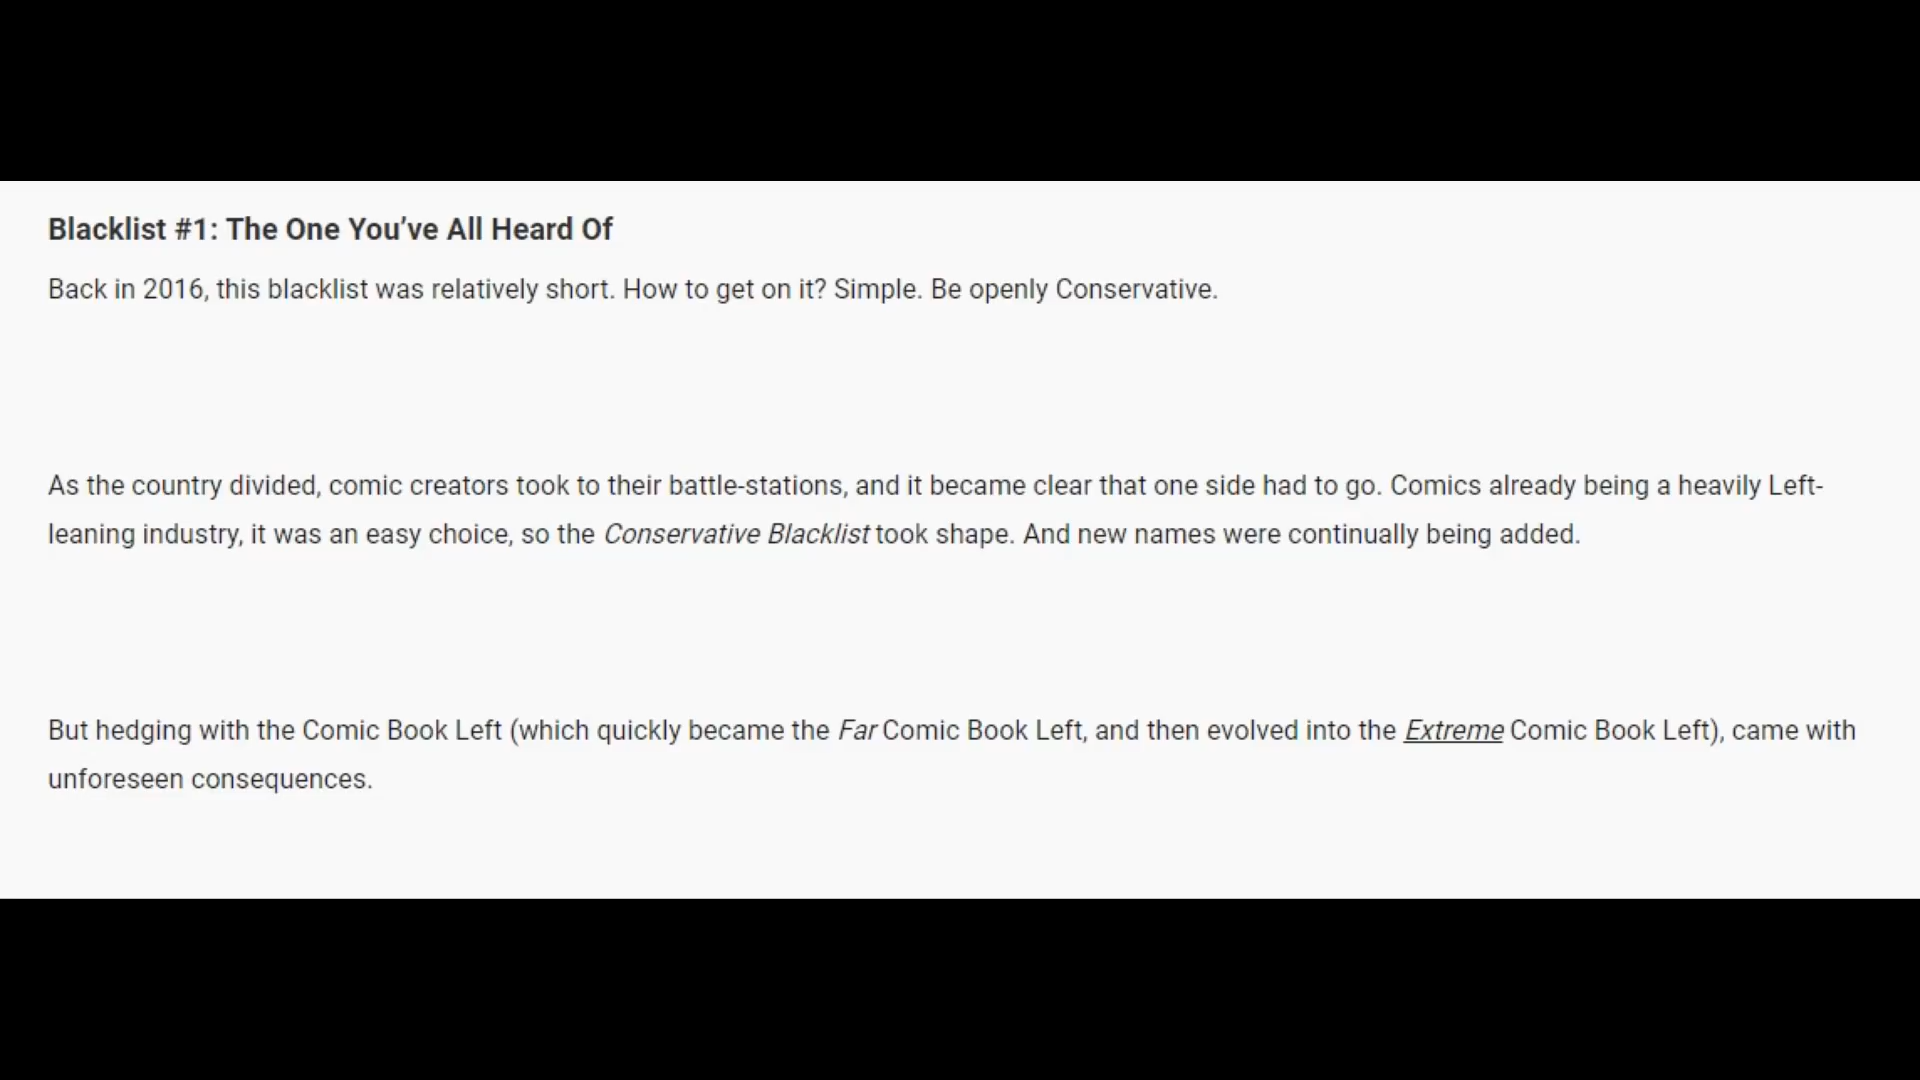 Blacklist #1: The One You’ve All Heard Of
Back in 2016, this blacklist was relatively short. How to get on it? Simple. Be openly Conservative.
As the country divided, comic creators took to their battle-stations, and it became clear that one side had to go. Comics already being a heavily Left-
leaning industry, it was an easy choice, so the Conservative Blacklist took shape. And new names were continually being added.
But hedging with the Comic Book Left (which quickly became the Far Comic Book Left, and then evolved into the Extreme Comic Book Left), came with
unforeseen consequences.